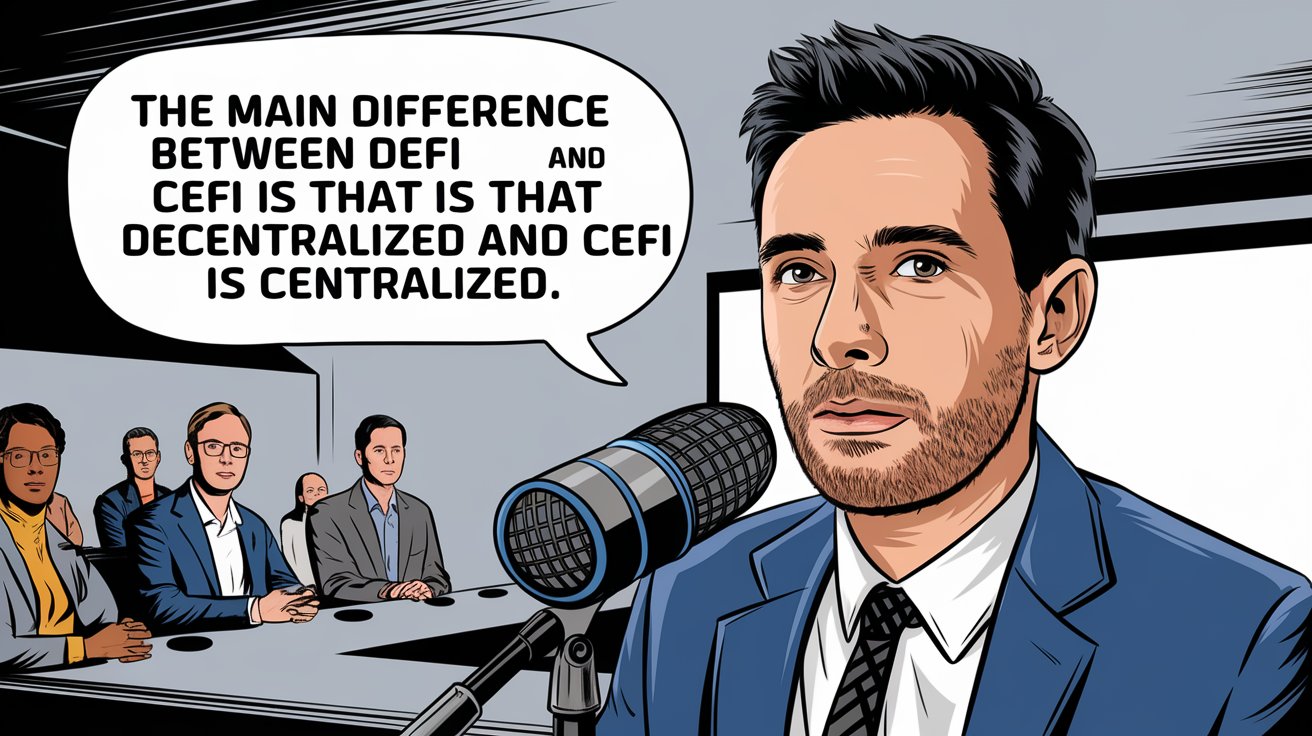 THE MAIN DIFFERENCE
BETWEEN DEFI AND
CEFI IS THAT IS THAT
DECENTRALIZED AND CEFI
IS CENTRALIZED.